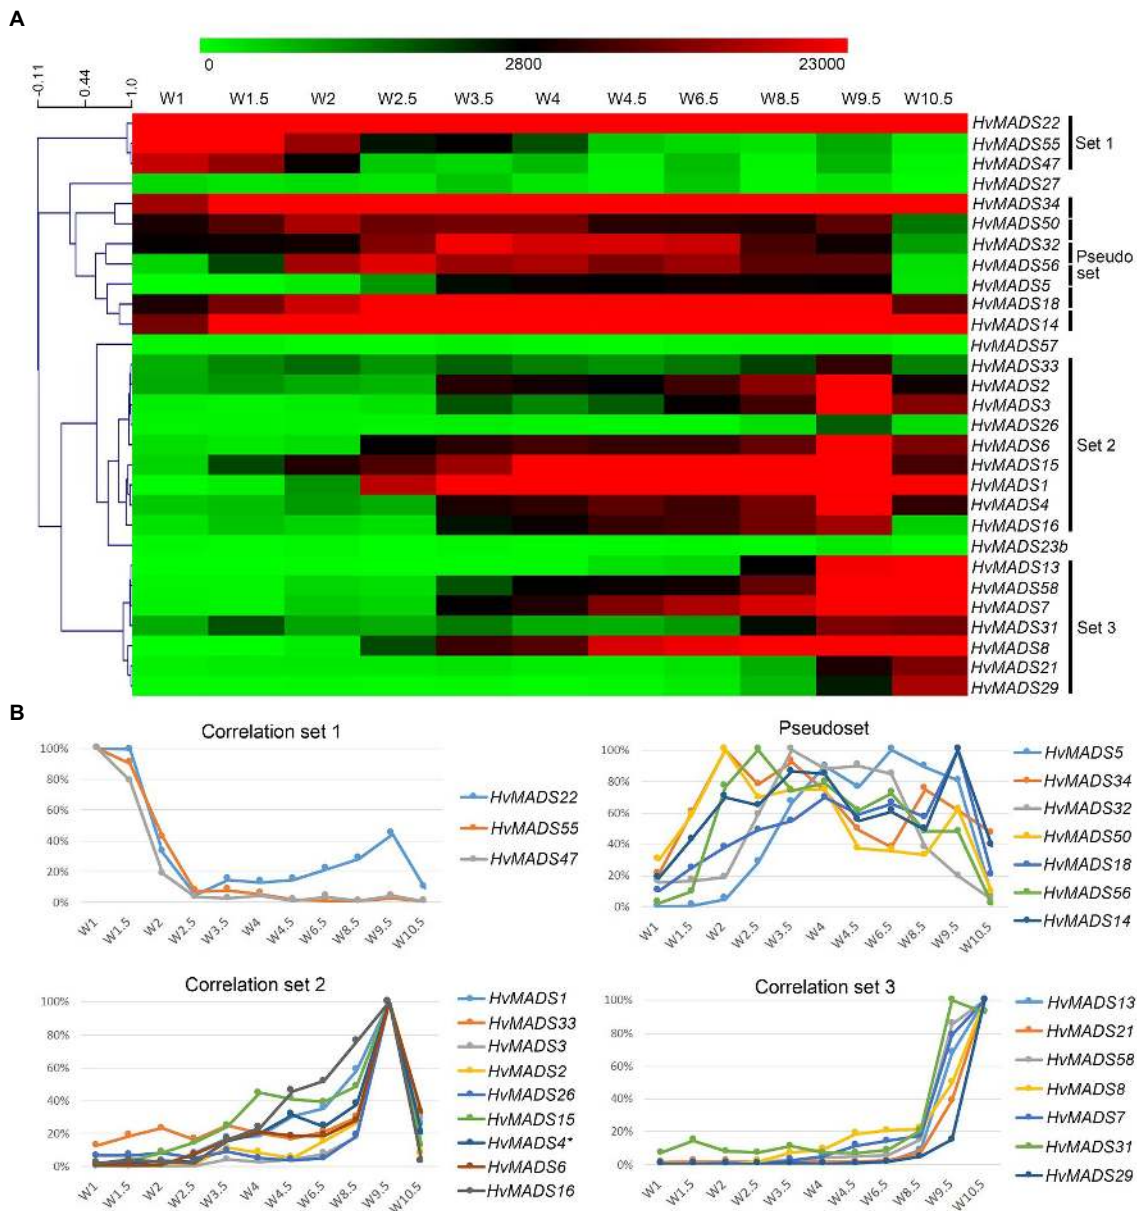 A
0 2800 23000
-0.11 0.44 1.0
W1 W1.5 W2 W2.5 W3.5 W4 W4.5 W6.5 W8.5 W9.5 W10.5
HvMADS22
HvMADS55
HvMADS47
Set 1
HvMADS27
HvMADS34
HvMADS50
HvMADS32
HvMADS56
HvMADS5
HvMADS18
HvMADS14
Pseudo
set
HvMADS57
HvMADS33
HvMADS2
HvMADS3
HvMADS26
HvMADS6
HvMADS15
HvMADS1
HvMADS4
HvMADS16
Set 2
HvMADS23b
HvMADS13
HvMADS58
HvMADS7
HvMADS31
HvMADS8
HvMADS21
HvMADS29
Set 3
B
Correlation set 1
100%
80%
60%
40%
20%
0%
W1 W1.5 W2 W2.5 W3.5 W4 W4.5 W6.5 W8.5 W9.5 W10.5
HvMADS22
HvMADS55
HvMADS47
Pseudoset
100%
80%
60%
40%
20%
0%
W1 W1.5 W2 W2.5 W3.5 W4 W4.5 W6.5 W8.5 W9.5 W10.5
HvMADS5
HvMADS34
HvMADS32
HvMADS50
HvMADS18
HvMADS56
HvMADS14
Correlation set 2
100%
80%
60%
40%
20%
0%
W1 W1.5 W2 W2.5 W3.5 W4 W4.5 W6.5 W8.5 W9.5 W10.5
HvMADS1
HvMADS33
HvMADS3
HvMADS2
HvMADS26
HvMADS15
HvMADS4*
HvMADS6
HvMADS16
Correlation set 3
100%
80%
60%
40%
20%
0%
W1 W1.5 W2 W2.5 W3.5 W4 W4.5 W6.5 W8.5 W9.5 W10.5
HvMADS13
HvMADS21
HvMADS58
HvMADS8
HvMADS7
HvMADS31
HvMADS29